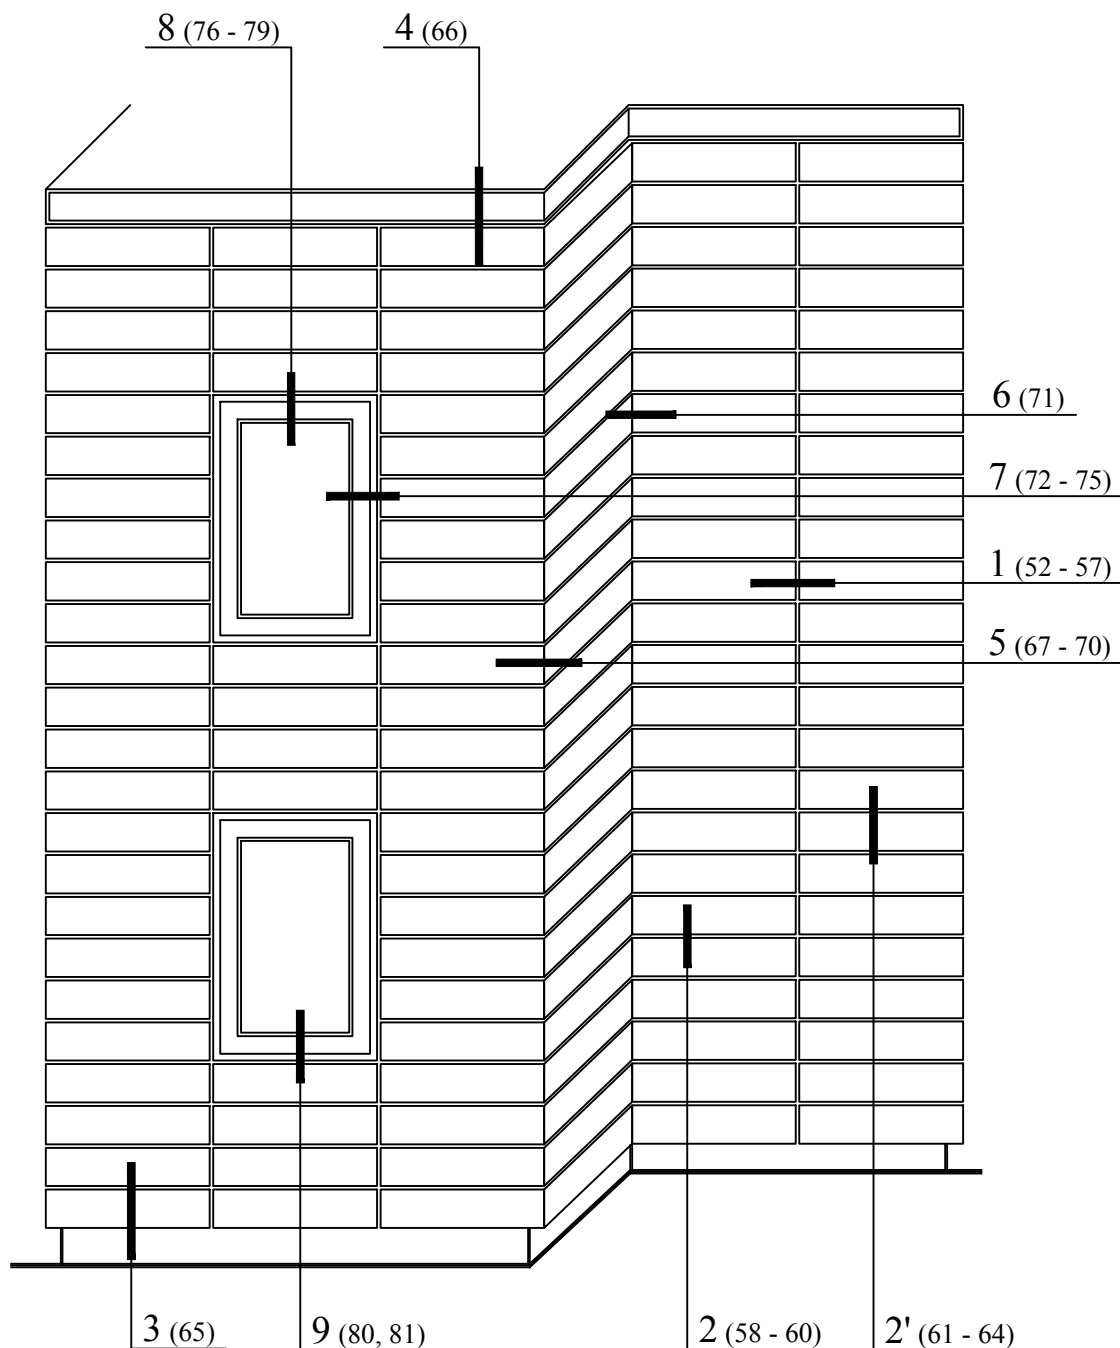 8 (76 - 79)
4 (66)
6 (71)
7 (72 - 75)
1 (52 - 57)
5 (67 - 70)
3 (65)
9 (80, 81)
2 (58 - 60)
2' (61 - 64)